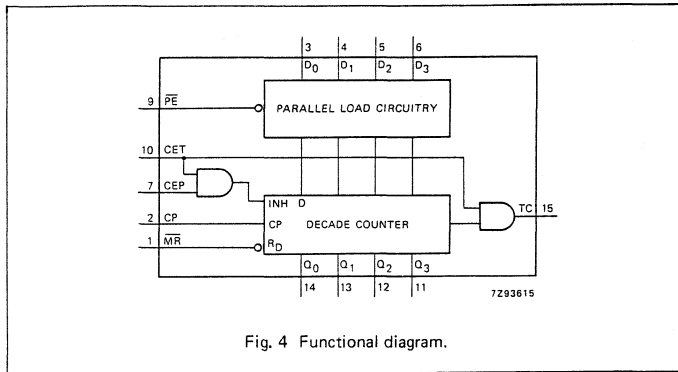 3 4 5 6
D0 D1 D2 D3
9 PE
PARALLEL LOAD CIRCUITRY
10 CET
7 CEP
INH D
TC 15
2 CP
CP DECADE COUNTER
1 MR
RD
Q0 Q1 Q2 Q3
14 13 12 11
7Z93615
Fig. 4 Functional diagram.